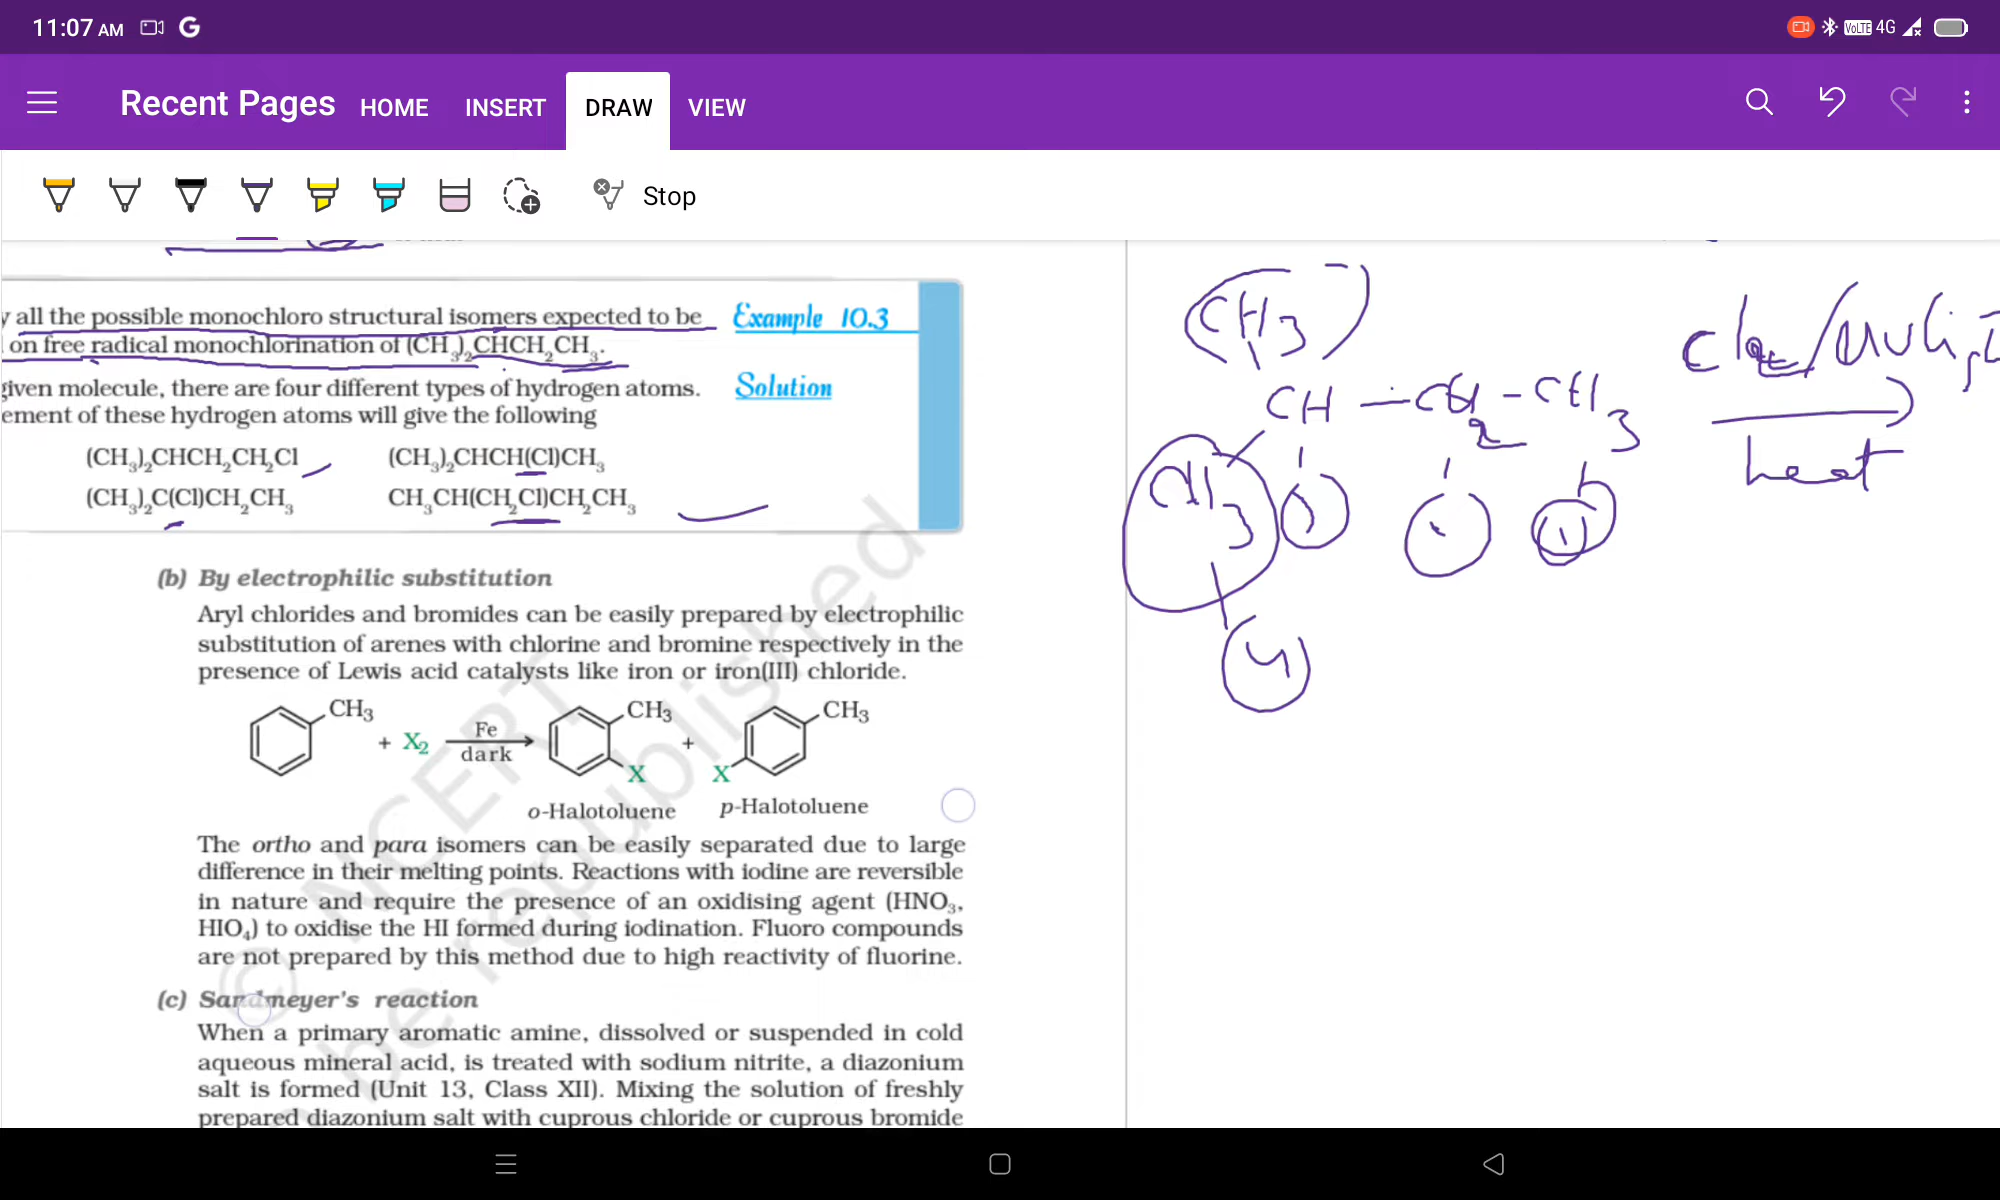 11:07 AM
VoLTE 4G
Recent Pages HOME INSERT DRAW VIEW
Stop
all the possible monochloro structural isomers expected to be Example 10.3
on free radical monochlorination of (CH₃)₂CHCH₂CH₃.
given molecule, there are four different types of hydrogen atoms. Solution
ement of these hydrogen atoms will give the following
(CH₃)₂CHCH₂CH₂Cl (CH₃)₂CHCH(Cl)CH₃
(CH₃)₂C(Cl)CH₂CH₃ CH₃CH(CH₂Cl)CH₂CH₃
(b) By electrophilic substitution
Aryl chlorides and bromides can be easily prepared by electrophilic
substitution of arenes with chlorine and bromine respectively in the
presence of Lewis acid catalysts like iron or iron(III) chloride.
CH₃ + X₂ Fe dark CH₃ X + CH₃ X
o-Halotoluene p-Halotoluene
The ortho and para isomers can be easily separated due to large
difference in their melting points. Reactions with iodine are reversible
in nature and require the presence of an oxidising agent (HNO₃,
HIO₄) to oxidise the HI formed during iodination. Fluoro compounds
are not prepared by this method due to high reactivity of fluorine.
(c) Sandmeyer's reaction
When a primary aromatic amine, dissolved or suspended in cold
aqueous mineral acid, is treated with sodium nitrite, a diazonium
salt is formed (Unit 13, Class XII). Mixing the solution of freshly
prepared diazonium salt with cuprous chloride or cuprous bromide
© NCERT
be republished
CH3
CH - CH2 - CH3
CH3
1
4
heat